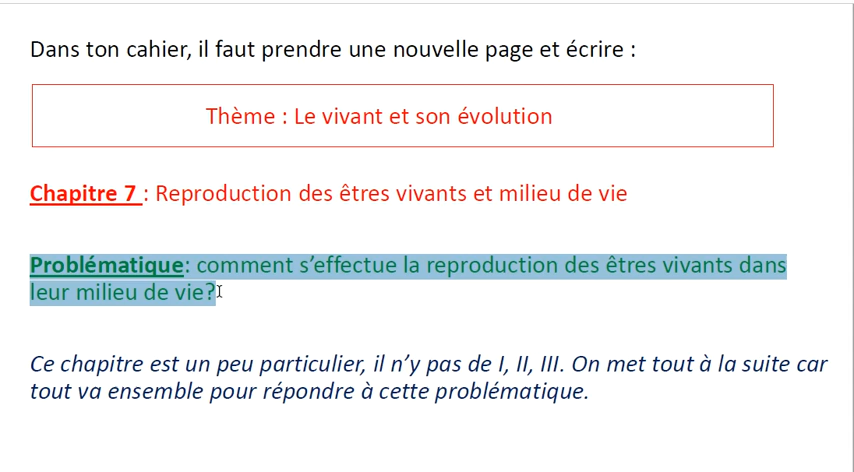 Dans ton cahier, il faut prendre une nouvelle page et écrire :
Thème : Le vivant et son évolution
Chapitre 7 : Reproduction des êtres vivants et milieu de vie
Problématique: comment s’effectue la reproduction des êtres vivants dans
leur milieu de vie?
Ce chapitre est un peu particulier, il n’y pas de I, II, III. On met tout à la suite car
tout va ensemble pour répondre à cette problématique.